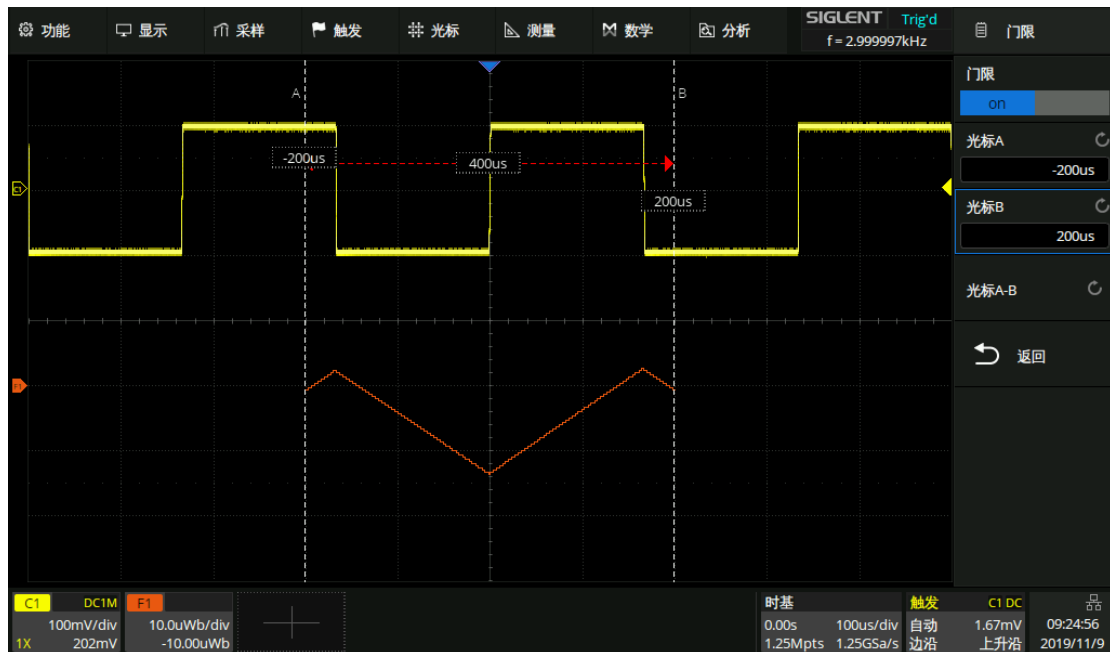 功能 显示 采样 触发 光标 测量 数学 分析 SIGLENT Trig'd
f = 2.999997kHz
门限
门限
on
光标A
-200us
光标B
200us
光标A-B
返回
A
B
-200us
400us
200us
C1
F1
C1 DC1M
100mV/div
1X 202mV
F1
10.0uWb/div
-10.00uWb
时基
0.00s 100us/div
1.25Mpts 1.25GSa/s
触发 C1 DC
自动 1.67mV
边沿 上升沿
09:24:56
2019/11/9